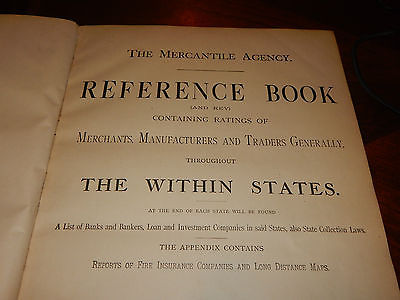 THE MERCANTILE AGENCY.
REFERENCE BOOK
(AND KEY)
CONTAINING RATINGS OF
MERCHANTS, MANUFACTURERS AND TRADERS GENERALLY,
THROUGHOUT
THE WITHIN STATES.
AT THE END OF EACH STATE WILL BE FOUND
A List of Banks and Bankers, Loan and Investment Companies in said States, also State Collection Laws.
THE APPENDIX CONTAINS
REPORTS OF FIRE INSURANCE COMPANIES AND LONG DISTANCE MAPS.